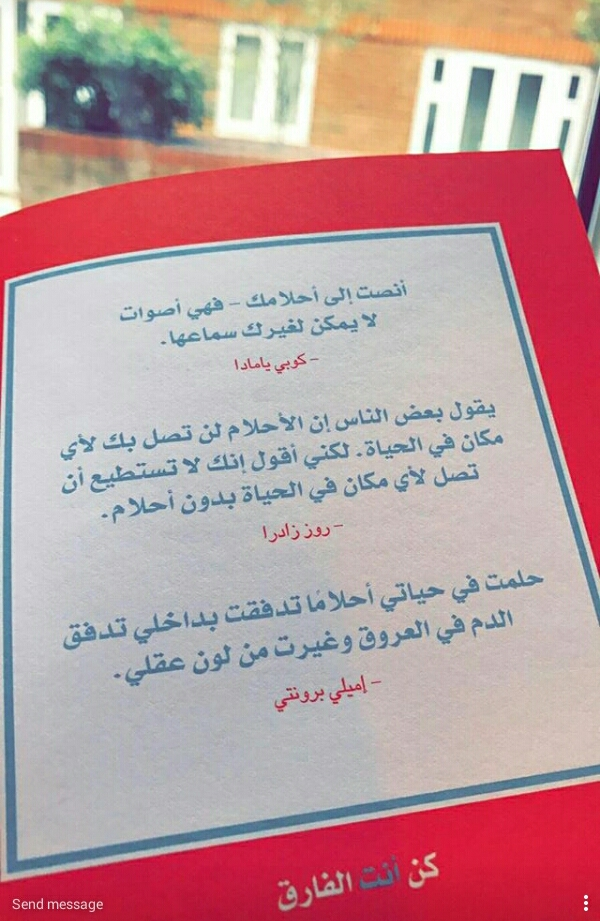 أنصت إلى أحلامك – فهي أصوات
لا يمكن لغيرك سماعها.
– كوبي يامادا
يقول بعض الناس إن الأحلام لن تصل بك لأي
مكان في الحياة. لكني أقول إنك لا تستطيع أن
تصل لأي مكان في الحياة بدون أحلام.
– روز زادرا
حلمت في حياتي أحلامًا تدفقت بداخلي تدفق
الدم في العروق وغيرت من لون عقلي.
– إميلي برونتي
كن أنت الفارق
Send message